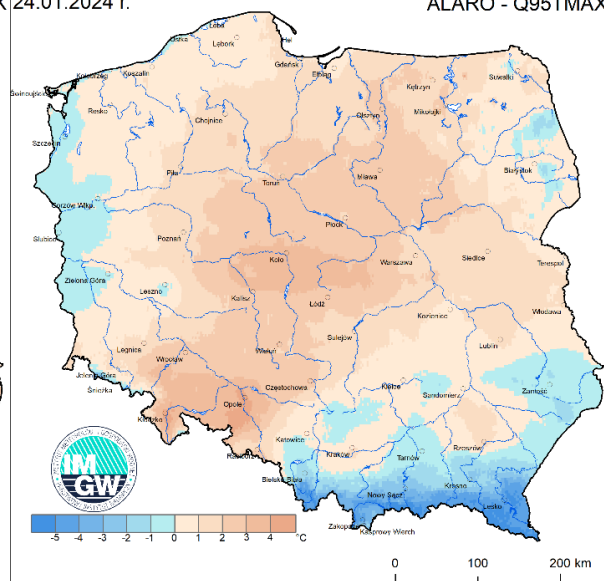 24.01.2024 r.
ALARO - Q95TMAX
Łeba
Ustka
Lębork
Hel
Gdańsk
Elbląg
Kołobrzeg
Koszalin
Suwałki
Kętrzyn
Świnoujście
Resko
Chojnice
Olsztyn
Mikołajki
Szczecin
Piła
Toruń
Mława
Białystok
Gorzów Wlkp.
Płock
Słubice
Poznań
Koło
Warszawa
Siedlce
Terespol
Zielona Góra
Leszno
Kalisz
Łódź
Kozienice
Włodawa
Legnica
Wrocław
Wieluń
Sulejów
Lublin
Jelenia Góra
Śnieżka
Opole
Częstochowa
Kielce
Sandomierz
Zamość
Kłodzko
Katowice
Racibórz
Kraków
Tarnów
Rzeszów
Bielsko Biała
Nowy Sącz
Krosno
Lesko
Zakopane
Kasprowy Wierch
IM
GW
-5 -4 -3 -2 -1 0 1 2 3 4 °C
0 100 200 km